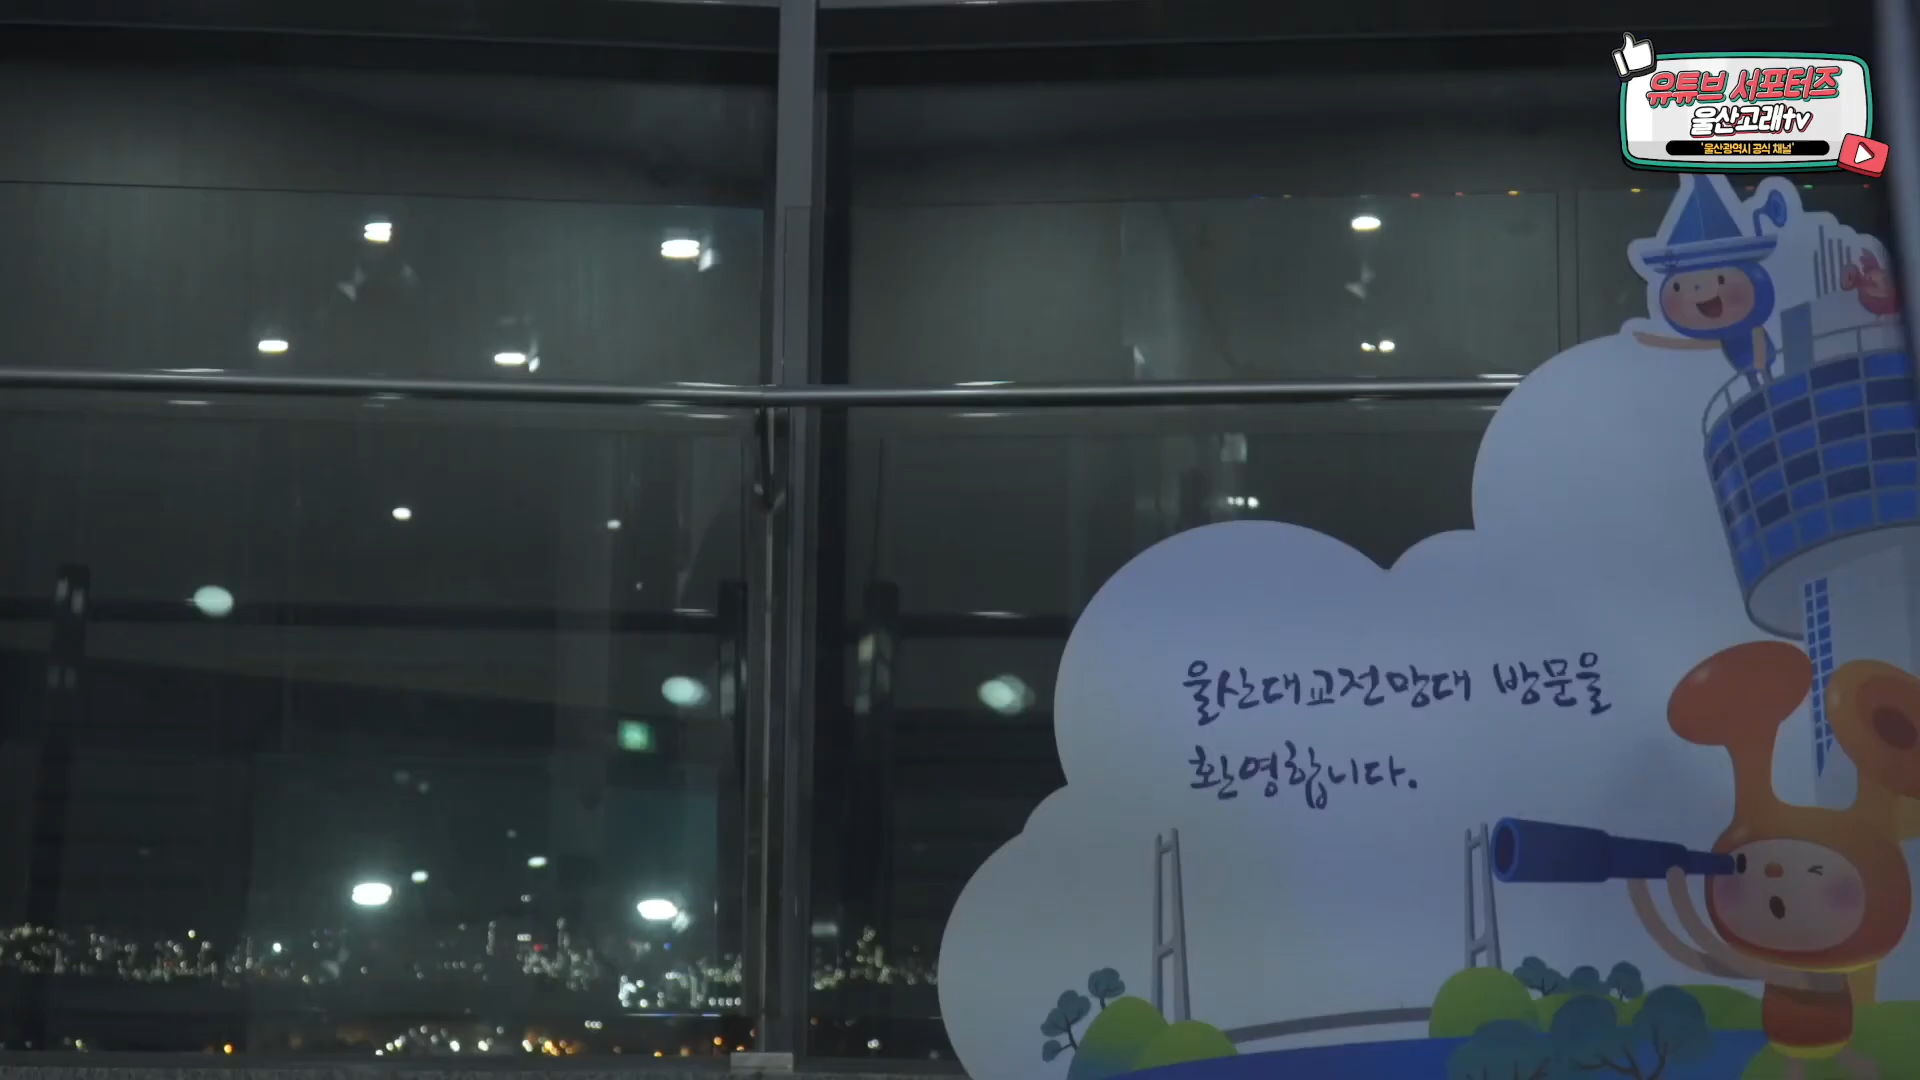 유튜브 서포터즈
울산고래tv
'울산광역시 공식 채널'
울산대교전망대 방문을
환영합니다.